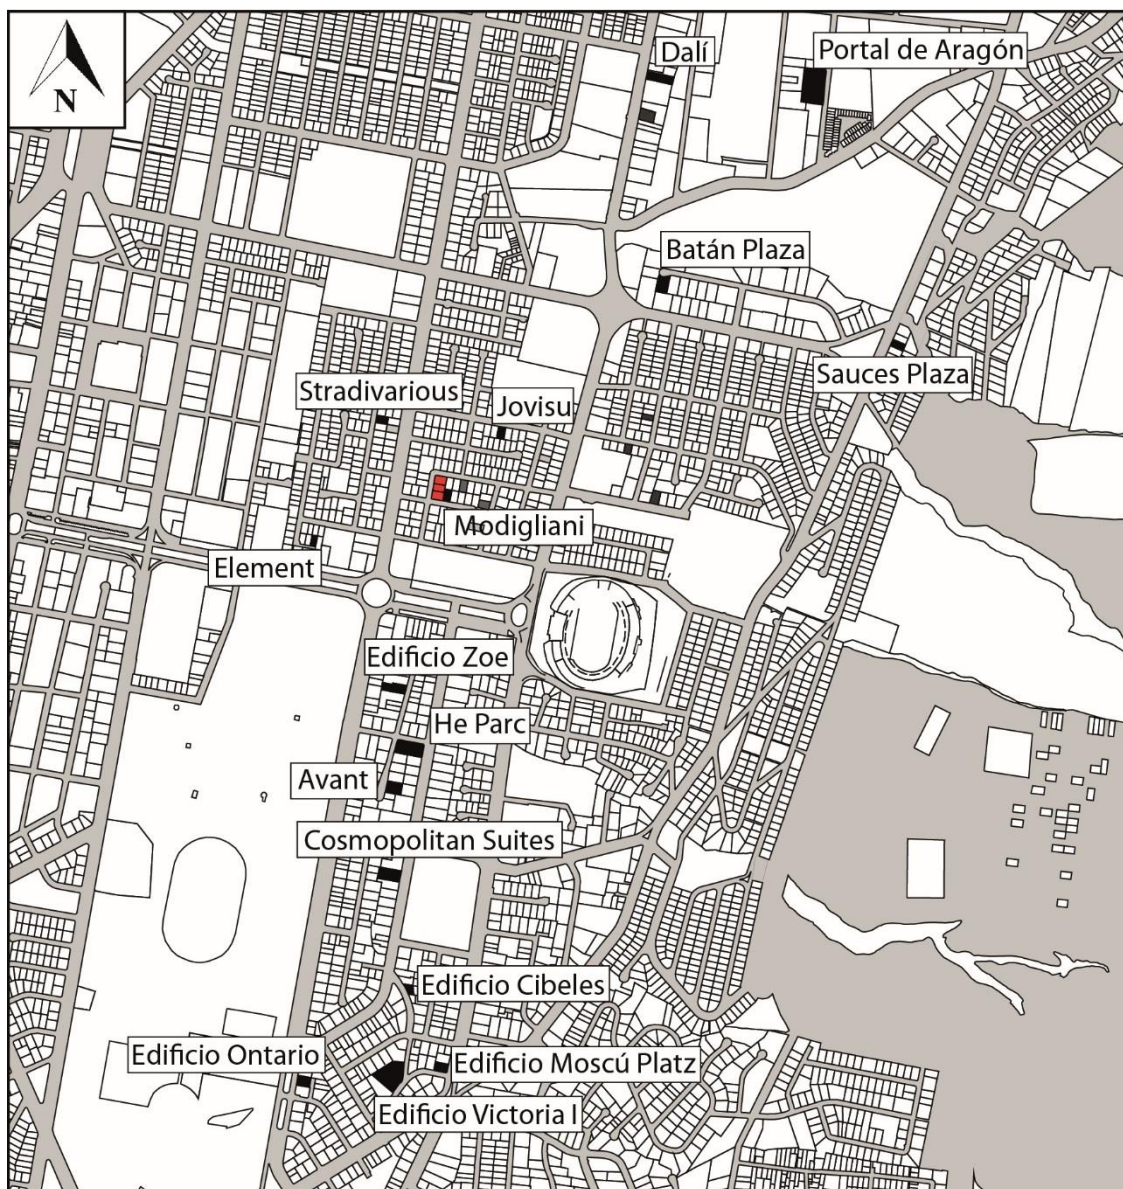 N
Dalí
Portal de Aragón
Batán Plaza
Sauces Plaza
Stradivarious
Jovisu
Modigliani
Element
Edificio Zoe
He Parc
Avant
Cosmopolitan Suites
Edificio Cibeles
Edificio Ontario
Edificio Moscú Platz
Edificio Victoria I